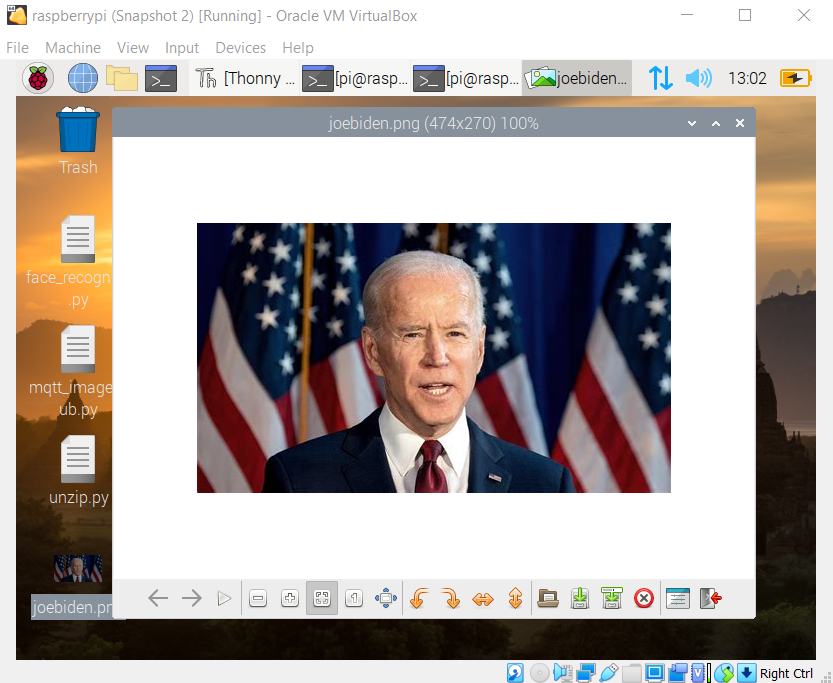 raspberrypi (Snapshot 2) [Running] - Oracle VM VirtualBox
File Machine View Input Devices Help
[Thonny ... [pi@rasp... [pi@rasp... joebiden... 13:02
joebiden.png (474x270) 100%
Trash
face_recogn
.py
mqtt_image
ub.py
unzip.py
joebiden.pn
Right Ctrl